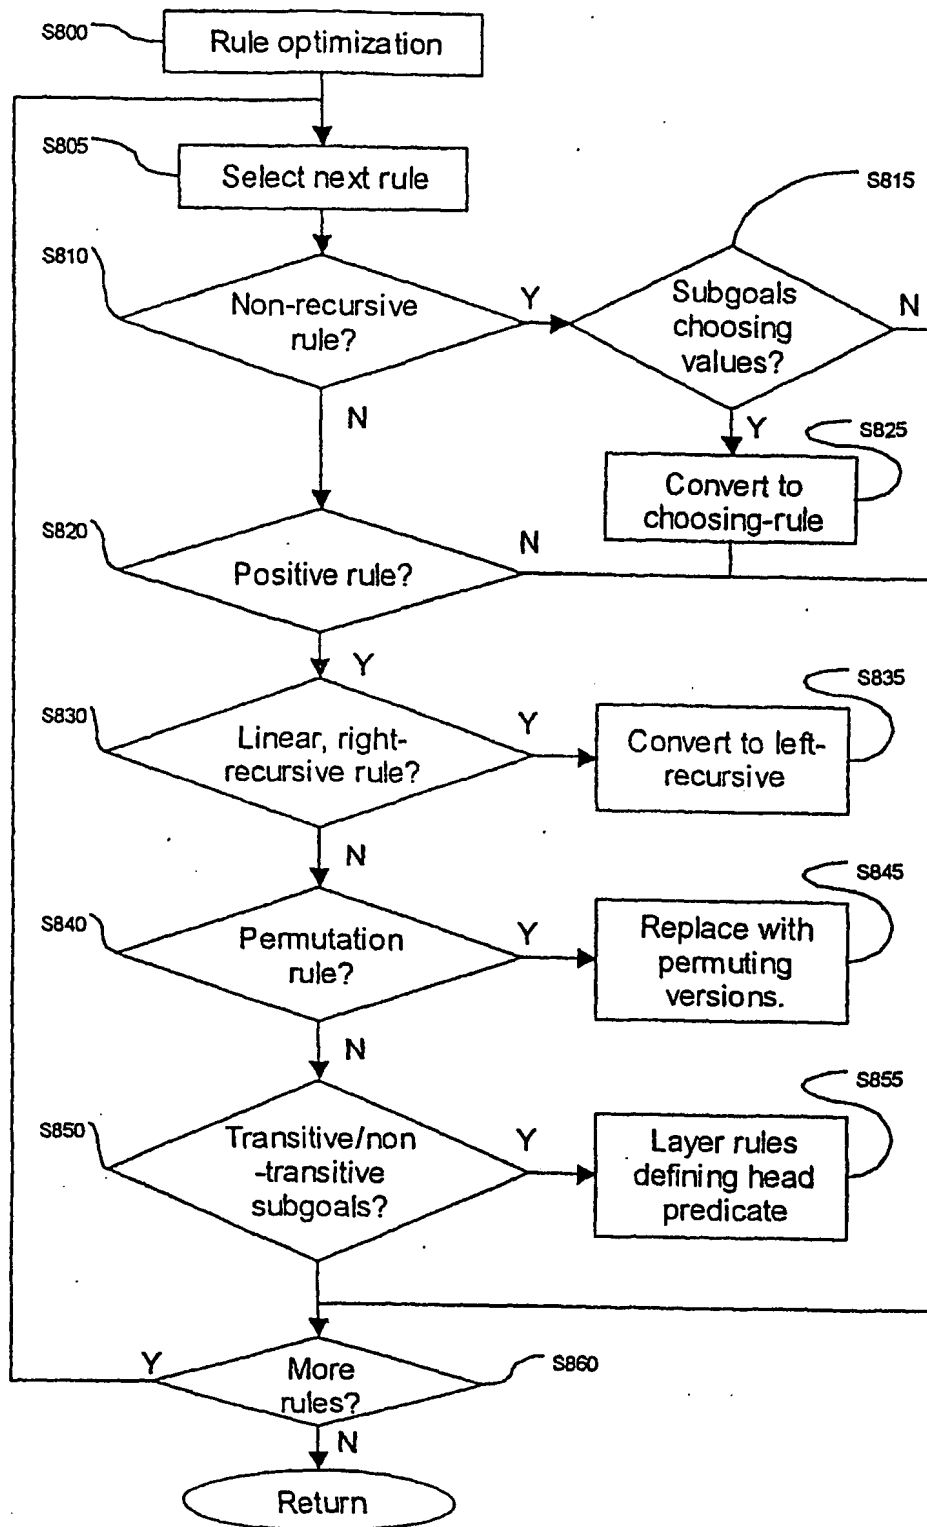 S800
Rule optimization
S805
Select next rule
S815
S810
Non-recursive
rule?
Y
Subgoals
choosing
values?
N
N
Y
S825
Convert to
choosing-rule
S820
Positive rule?
N
Y
S835
S830
Linear, right-
recursive rule?
Y
Convert to left-
recursive
N
S845
S840
Permutation
rule?
Y
Replace with
permuting
versions.
N
S855
S850
Transitive/non
-transitive
subgoals?
Y
Layer rules
defining head
predicate
Y
More
rules?
S860
N
Return